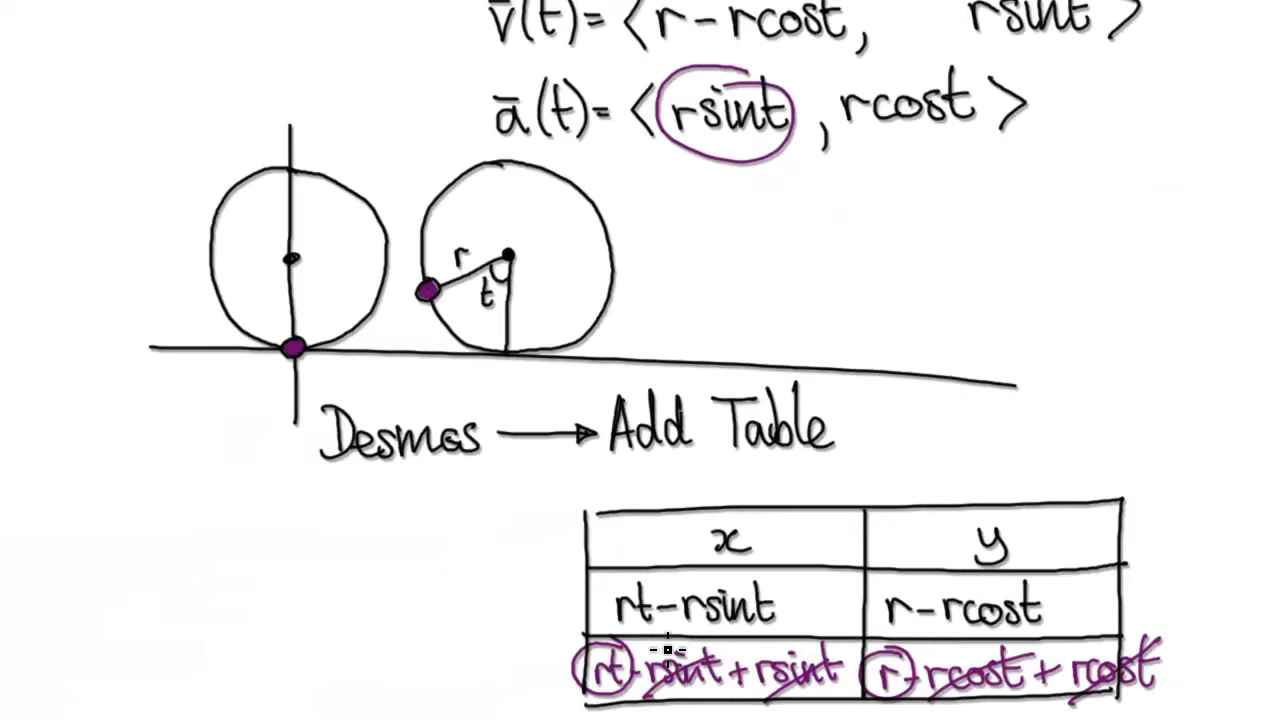 v̄(t)= <r-rcost, rsint>
ā(t)= <rsint, rcost>
r
t
Desmos → Add Table
x y
rt-rsint r-rcost
rt-rsint+rsint r-rcost+rcost